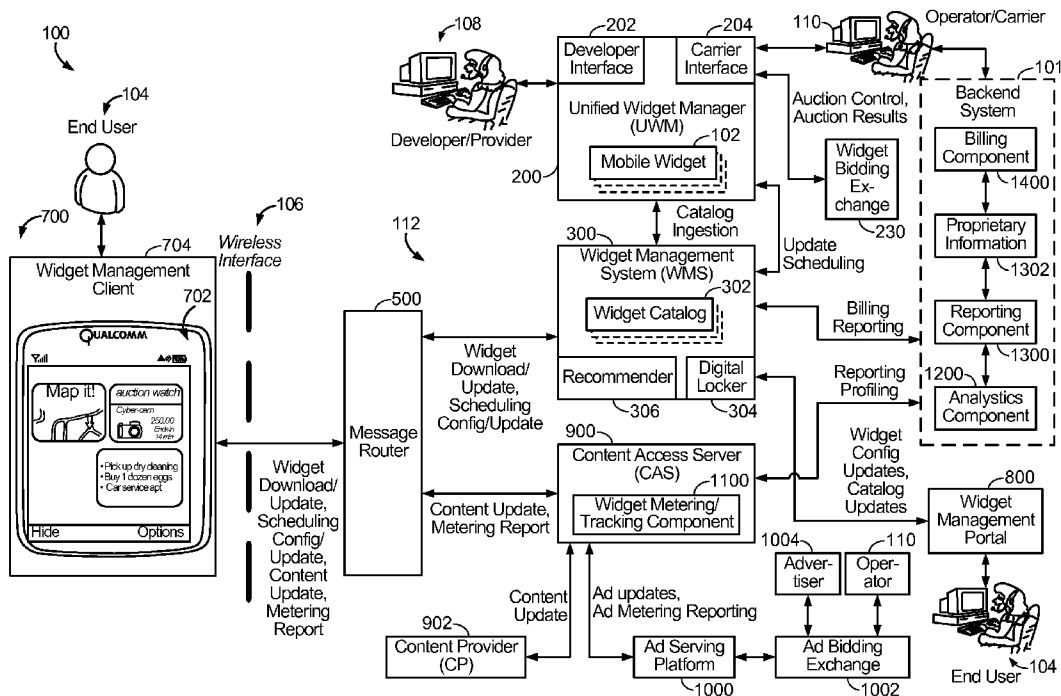 100
104
End User
700
704
106
Wireless
Interface
Widget Management
Client
702
QUALCOMM
Map it!
auction watch
Cyber-cam
250.00
Ends in
14 min
• Pick up dry cleaning
• Buy 1 dozen eggs
• Car service apt
Hide
Options
Widget
Download/
Update,
Scheduling
Config/
Update,
Content
Update,
Metering
Report
112
500
Message
Router
Widget
Download/
Update,
Scheduling
Config/Update
Content Update,
Metering Report
108
Developer/Provider
202
204
Developer
Interface
Carrier
Interface
Unified Widget Manager
(UWM)
102
Mobile Widget
200
Catalog
Ingestion
300
Widget Management
System (WMS)
302
Widget Catalog
Recommender
306
Digital
Locker
304
900
Content Access Server
(CAS)
1100
Widget Metering/
Tracking Component
Content
Update
Ad updates,
Ad Metering Reporting
902
Content Provider
(CP)
Ad Serving
Platform
1000
Ad Bidding
Exchange
1002
1004
Adver-
tiser
110
Oper-
ator
110
Operator/Carrier
Auction Control,
Auction Results
Widget
Bidding
Ex-
change
230
Update
Scheduling
Billing
Reporting
Reporting
Profiling
Widget
Config
Updates,
Catalog
Updates
101
Backend
System
Billing
Component
1400
Proprietary
Information
1302
Reporting
Component
1300
1200
Analystics
Component
800
Widget
Management
Portal
End User
104